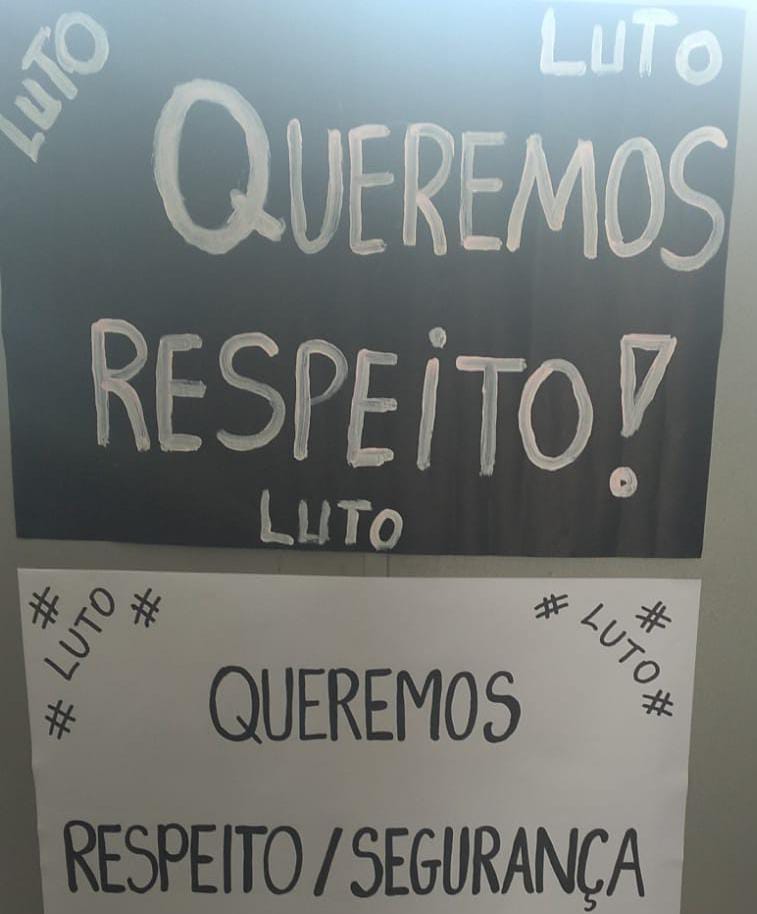 LUTO
LUTO
QUEREMOS
RESPEiTO!
LUTO
# LUTO #
#
# LUTO #
#
QUEREMOS
RESPEITO/SEGURANÇA